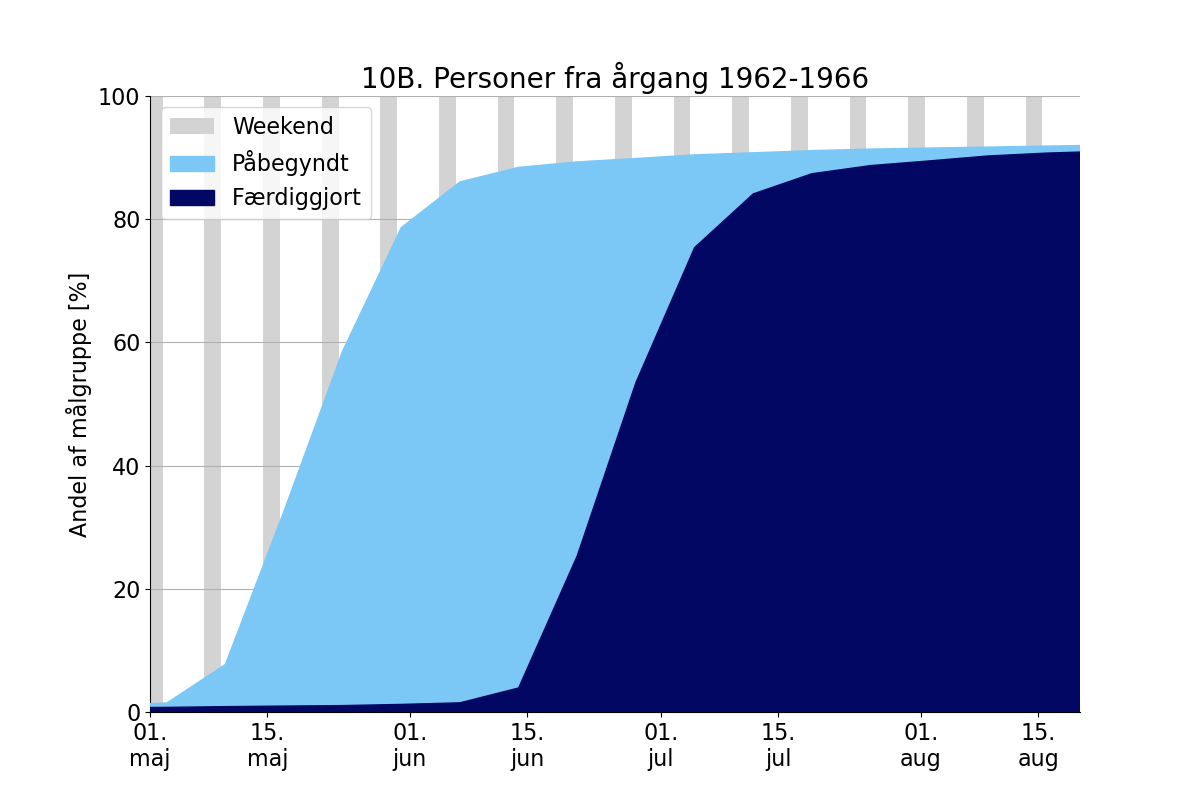 10B. Personer fra årgang 1962-1966
100
80
60
40
20
0
Andel af målgruppe [%]
Weekend
Påbegyndt
Færdiggjort
01. 15. 01. 15. 01. 15. 01. 15.
maj maj jun jun jul jul aug aug